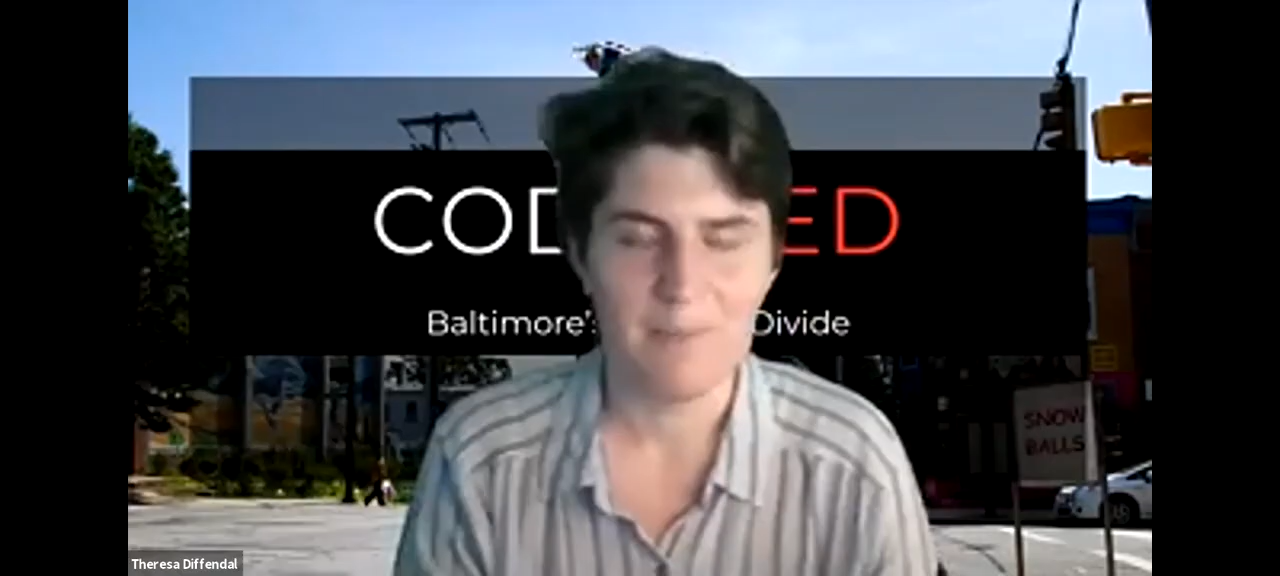 COD ED
Baltimore's Divide
SNOW
BALLS
Theresa Diffendal